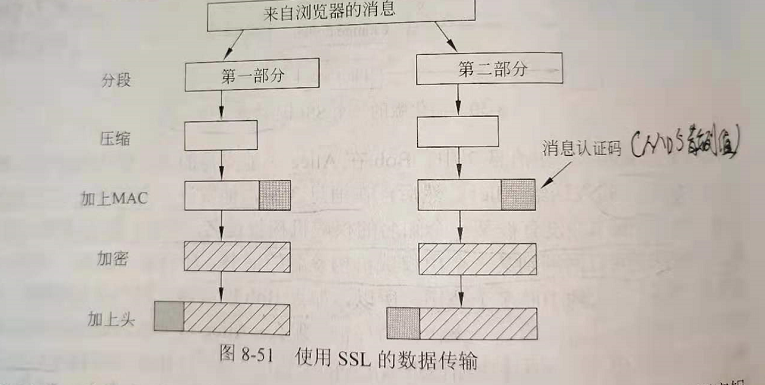 来自浏览器的消息
分段
第一部分
第二部分
压缩
消息认证码 (MD5散列值)
加上MAC
加密
加上头
图 8-51 使用 SSL 的数据传输